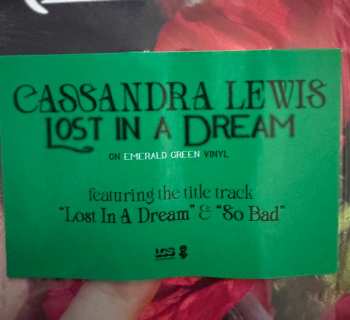 CASSANDRA LEWIS
LOST IN A DREAM
ON EMERALD GREEN VINYL
featuring the title track
“Lost In A Dream” & “So Bad”